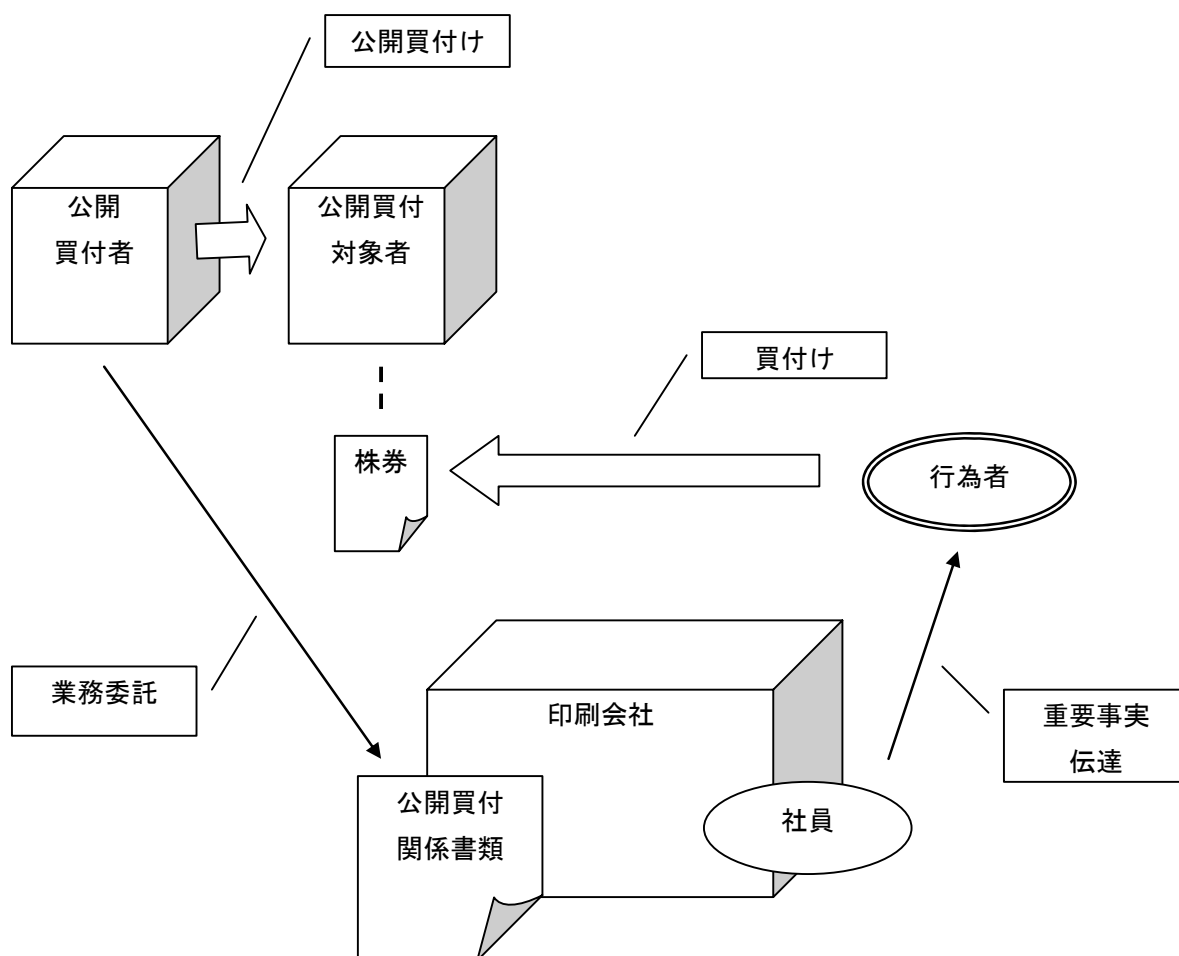 公開買付け
公開
買付者
公開買付
対象者
買付け
株券
行為者
業務委託
印刷会社
重要事実
伝達
公開買付
関係書類
社員